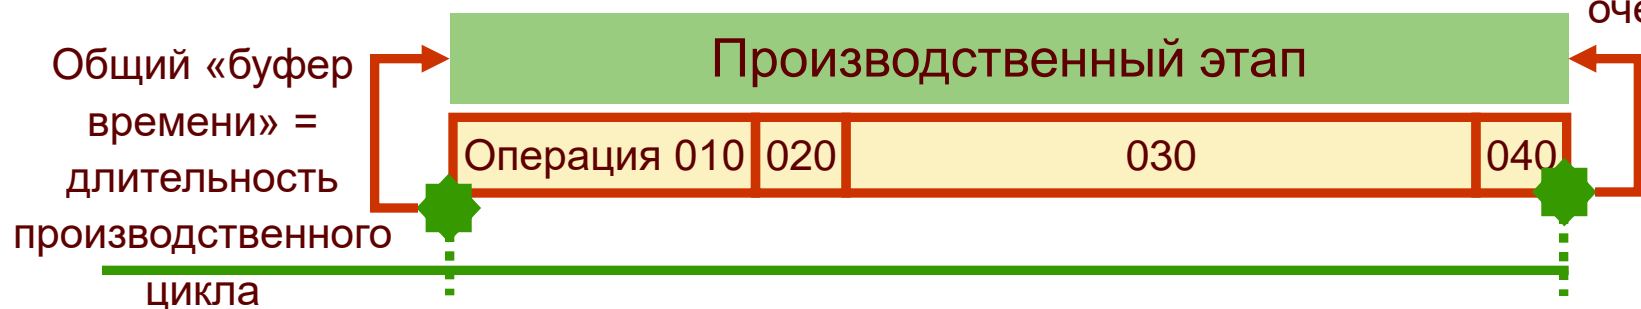 Общий «буфер
времени» =
длительность
производственного
цикла
Производственный этап
Операция 010 020 030 040